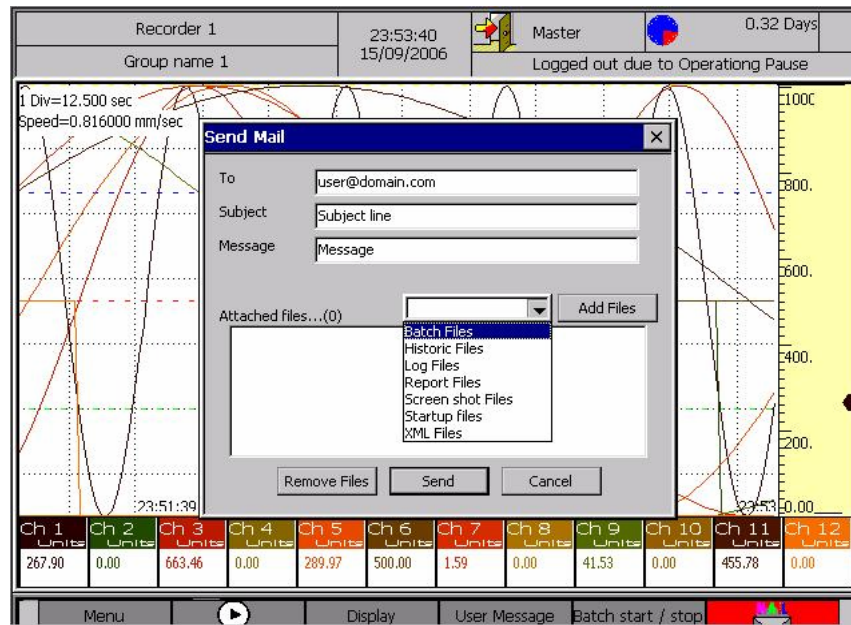 Recorder 1
23:53:40
Master
0.32 Days
Group name 1
15/09/2006
Logged out due to Operationg Pause
1 Div=12.500 sec
Speed=0.816000 mm/sec
Send Mail
To
user@domain.com
Subject
Subject line
Message
Message
Attached files...(0)
Add Files
Batch Files
Historic Files
Log Files
Report Files
Screen shot Files
Startup files
XML Files
Remove Files
Send
Cancel
800.
600.
400.
200.
0.00
23:51:39
23:53
Ch 1 Ch 2 Ch 3 Ch 4 Ch 5 Ch 6 Ch 7 Ch 8 Ch 9 Ch 10 Ch 11 Ch 12
Units Units Units Units Units Units Units Units Units Units Units Units
267.90 0.00 663.46 0.00 289.97 500.00 1.59 0.00 41.53 0.00 455.78 0.00
Menu
Display
User Message
Batch start / stop
MAIL